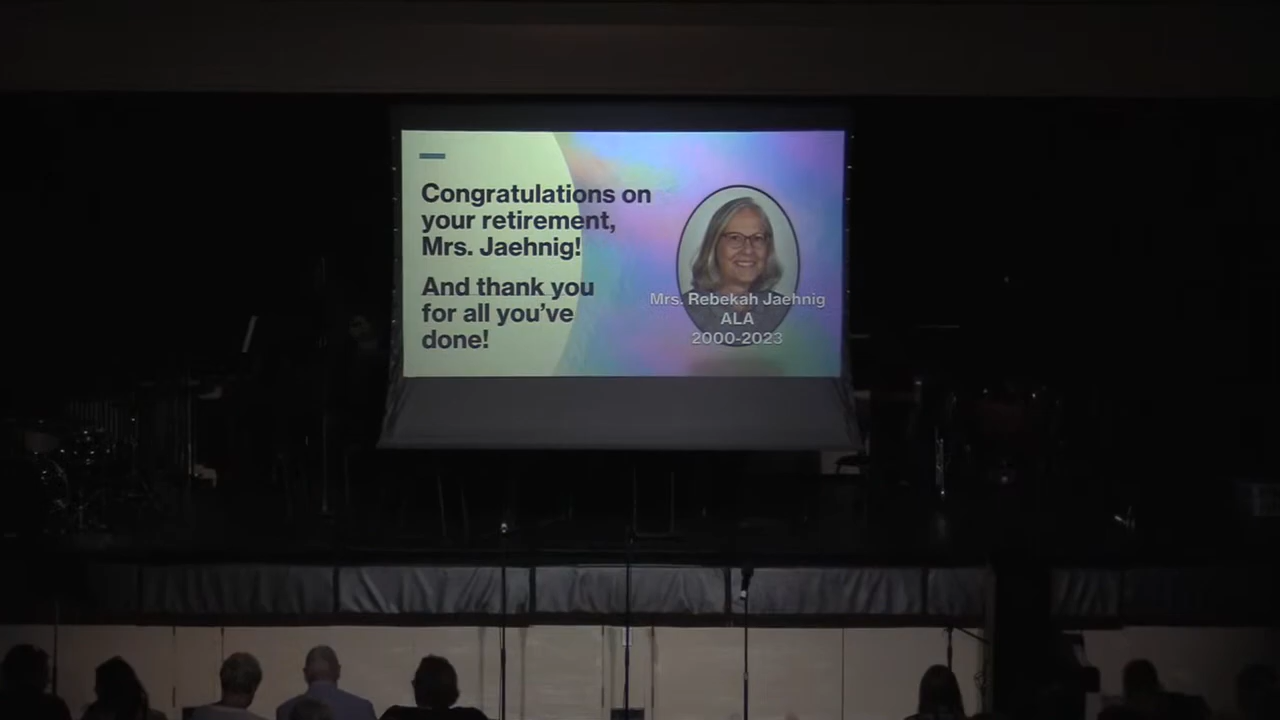 Congratulations on
your retirement,
Mrs. Jaehnig!
And thank you
for all you've
done!
Mrs. Rebekah Jaehnig
ALA
2000-2023